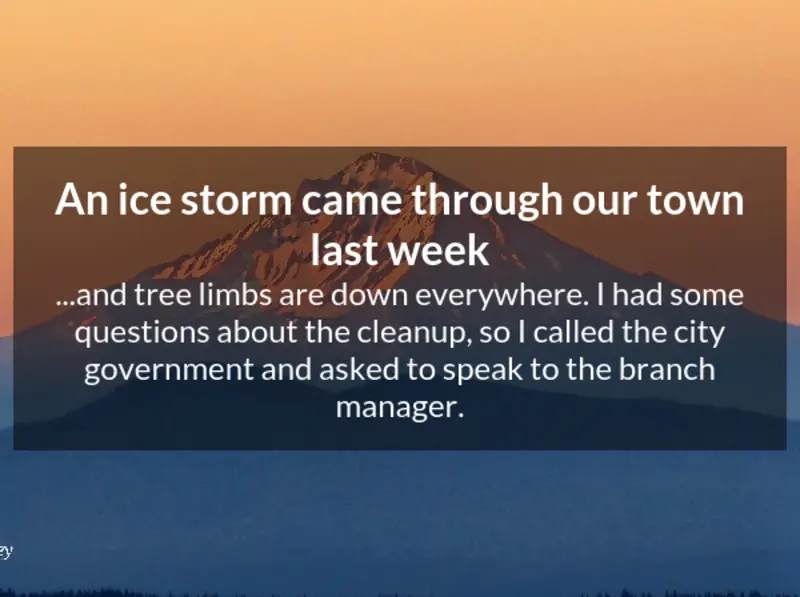 An ice storm came through our town
last week
...and tree limbs are down everywhere. I had some
questions about the cleanup, so I called the city
government and asked to speak to the branch
manager.